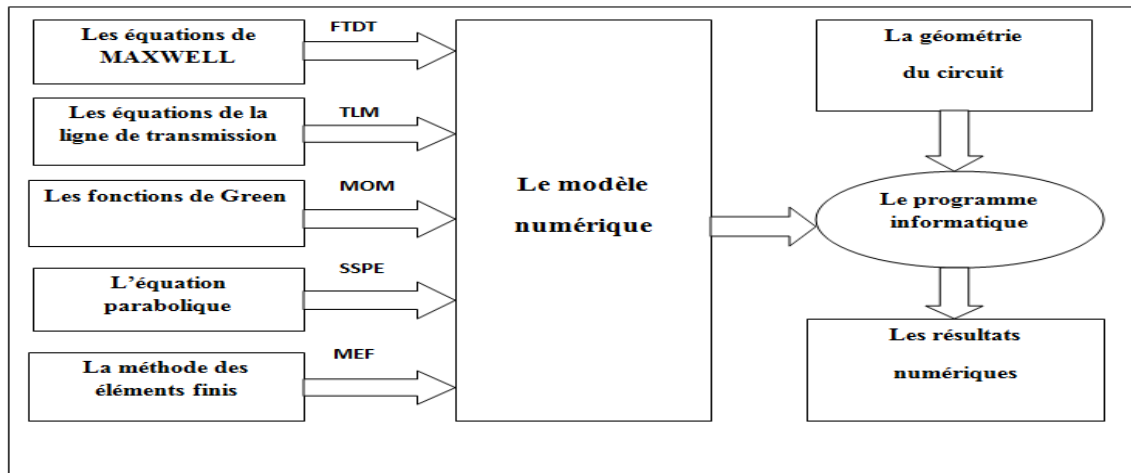 Les équations de
MAXWELL
FTDT
Les équations de la
ligne de transmission
TLM
Les fonctions de Green
MOM
L'équation
parabolique
SSPE
La méthode des
éléments finis
MEF
Le modèle
numérique
La géométrie
du circuit
Le programme
informatique
Les résultats
numériques